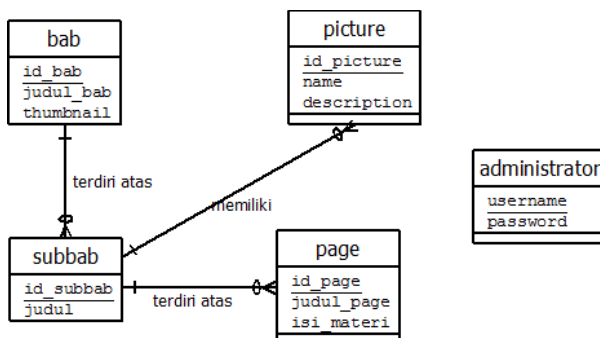 bab
id_bab
judul_bab
thumbnail
picture
id_picture
name
description
terdiri atas
memiliki
administrator
username
password
subbab
id_subbab
judul
terdiri atas
page
id_page
judul_page
isi_materi